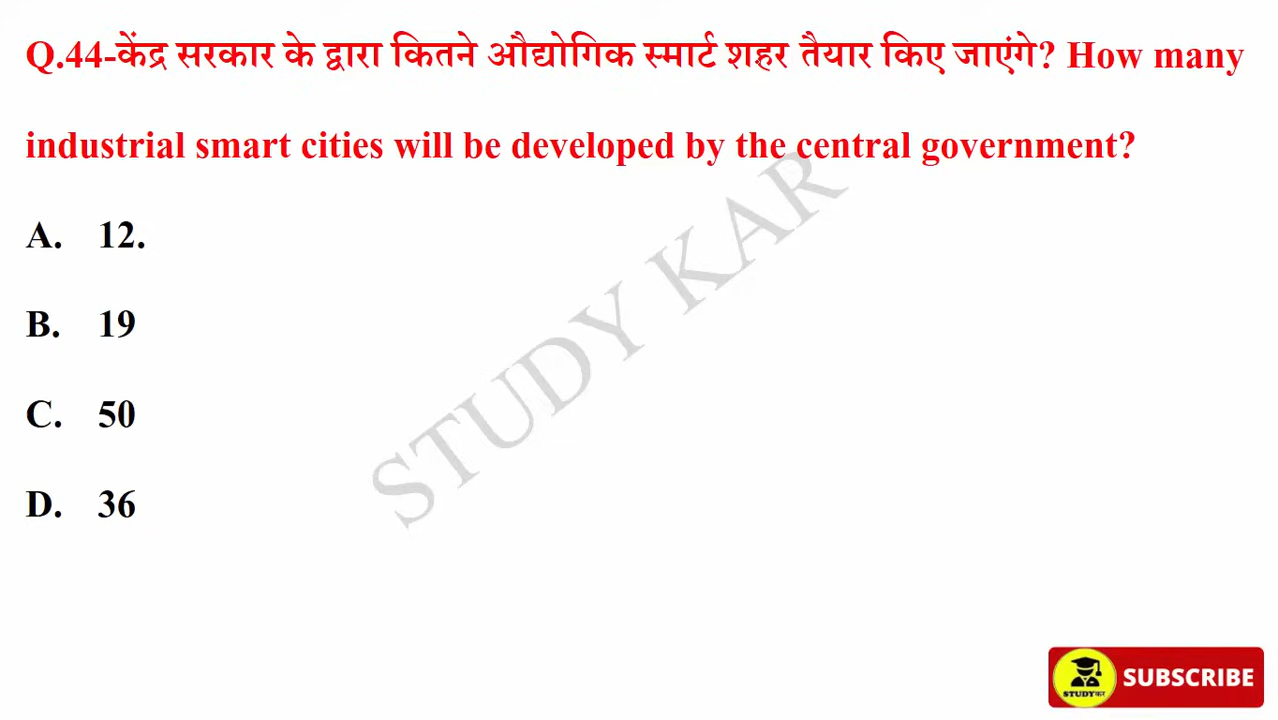 Q.44-केंद्र सरकार के द्वारा कितने औद्योगिक स्मार्ट शहर तैयार किए जाएंगे? How many
industrial smart cities will be developed by the central government?
A. 12.
B. 19
C. 50
D. 36
STUDY KAR
STUDYकर
SUBSCRIBE